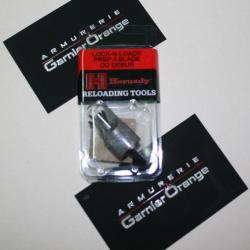 ARMURERIE
Garnier Orange
LOCK-N-LOAD®
PREP 4 BLADE
OD DEBUR
H Hornady
RELOADING TOOLS
ARMURERIE
Garnier Orange